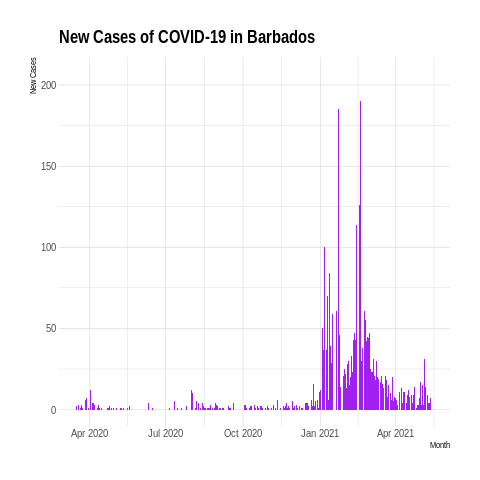 New Cases of COVID-19 in Barbados
New Cases
200
150
100
50
0
Apr 2020
Jul 2020
Oct 2020
Jan 2021
Apr 2021
Month